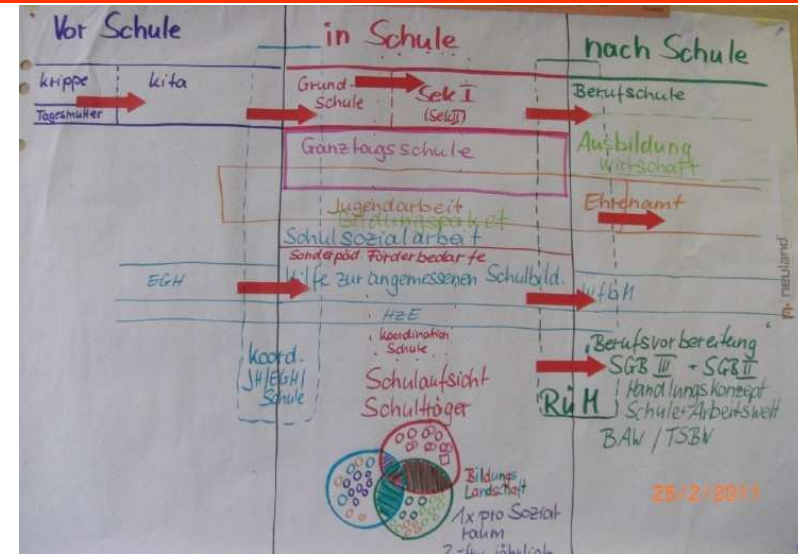 Vor Schule
in Schule
nach Schule
Krippe
Kita
Tagesmutter
Grund-
Schule
Sek I
(Sek II)
Berufschule
Ganztagsschule
Ausbildung
Wirtschaft
Jugendarbeit
Bildungspaket
Ehrenamt
Schulsozialarbeit
Sonderpäd. Förderbedarfe
EGH
Hilfe zur angemessenen Schulbild.
WfbM
HzE
Koordination
Schule
Koord.
JH/EGH/
Schule
Schulaufsicht
Schulträger
Berufsvorbereitung
SGB III + SGB II
Handlungskonzept
Schule+Arbeitswelt
BAW / TSBW
RüM
Bildungs
Landschaft
1x pro Sozial-
raum
neuland
25/2/2011